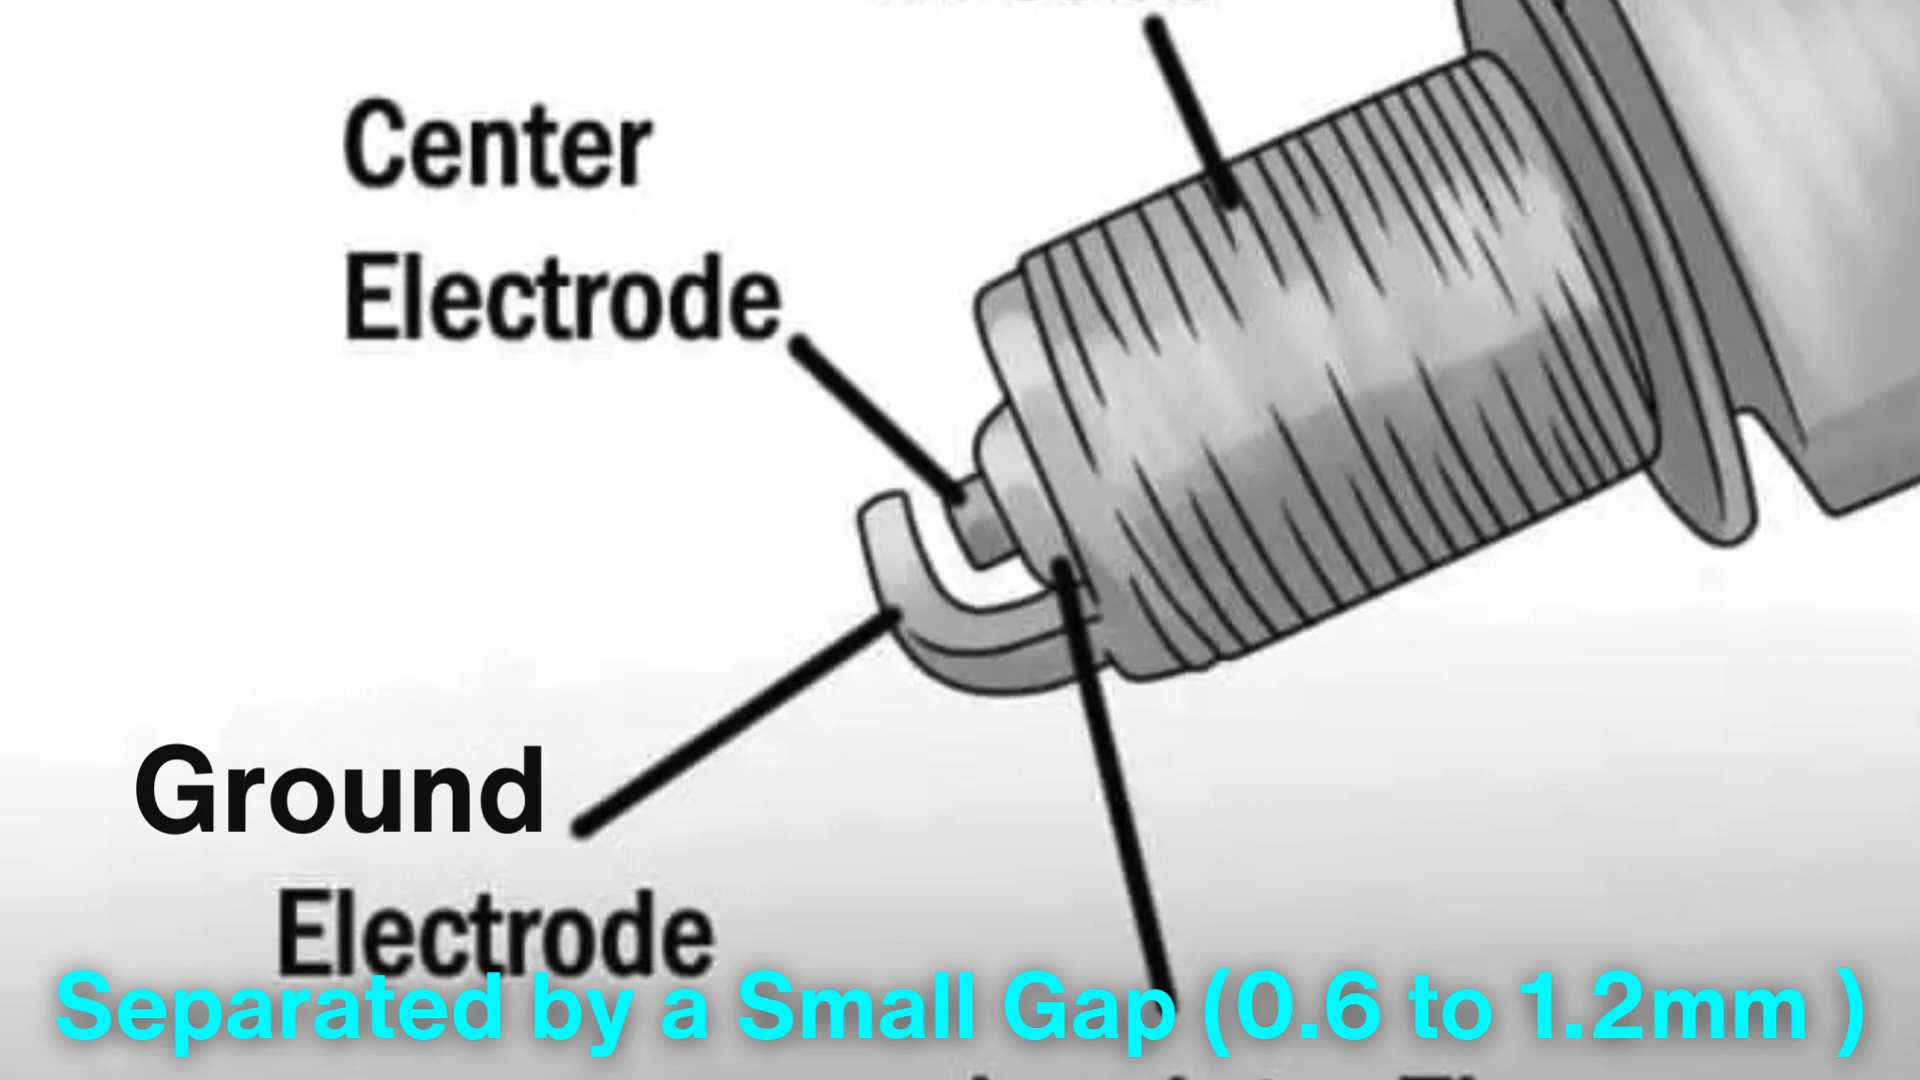 Center
Electrode
Ground
Electrode
Separated by a Small Gap (0.6 to 1.2mm )